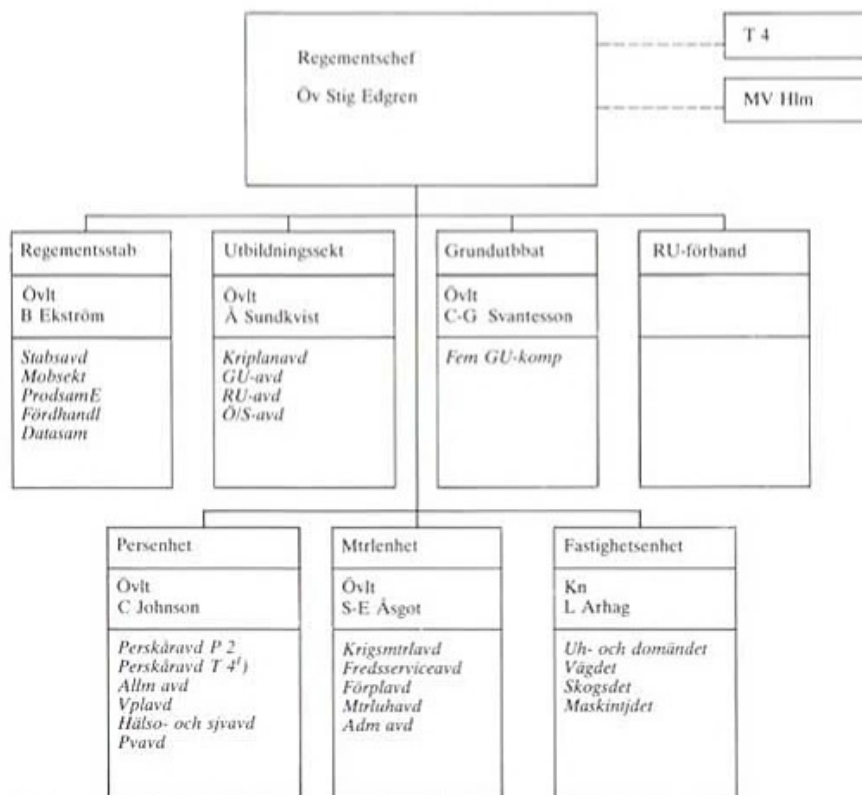 Regementschef
Öv Stig Edgren
T 4
MV Hlm
Regementsstab
Övlt
B Ekström
Stabsavd
Mobsekt
ProdsamE
Fördhandl
Datasam
Utbildningssekt
Övlt
Å Sundkvist
Kriplanavd
GU-avd
RU-avd
Ö/S-avd
Grundutbbat
Övlt
C-G Svantesson
Fem GU-komp
RU-förband
Persenhet
Övlt
C Johnson
Perskåravd P 2
Perskåravd T 4¹)
Allm avd
Vplavd
Hälso- och sjvavd
Pvavd
Mtrlenhet
Övlt
S-E Åsgot
Krigsmtrlavd
Fredsserviceavd
Förplavd
Mtrluhavd
Adm avd
Fastighetsenhet
Kn
L Arhag
Uh- och domändet
Vägdet
Skogsdet
Maskintjdet